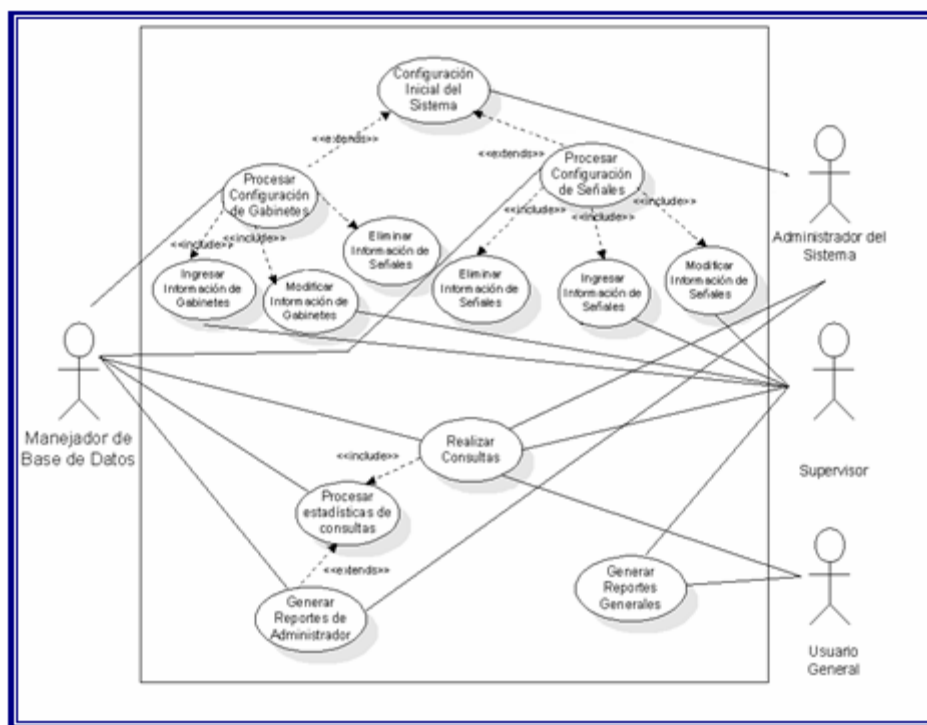 Configuración
Inicial del
Sistema
<<extends>>
<<extends>>
Procesar
Configuración
de Gabinetes
Procesar
Configuración
de Señales
<<include>>
<<include>>
<<include>>
<<include>>
<<include>>
Eliminar
Información de
Señales
Ingresar
Información de
Gabinetes
Modificar
Información de
Gabinetes
Eliminar
Información de
Señales
Ingresar
Información de
Señales
Modificar
Información de
Señales
Administrador del
Sistema
Manejador de
Base de Datos
Realizar
Consultas
<<include>>
Supervisor
Procesar
estadísticas de
consultas
<<extends>>
Generar
Reportes de
Administrador
Generar
Reportes
Generales
Usuario
General